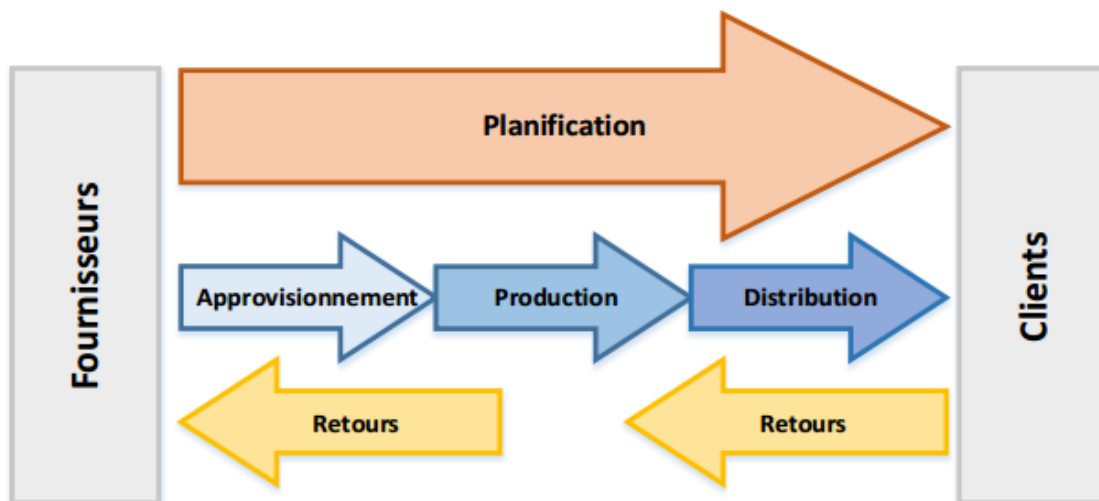 Fournisseurs
Planification
Approvisionnement
Production
Distribution
Retours
Retours
Clients